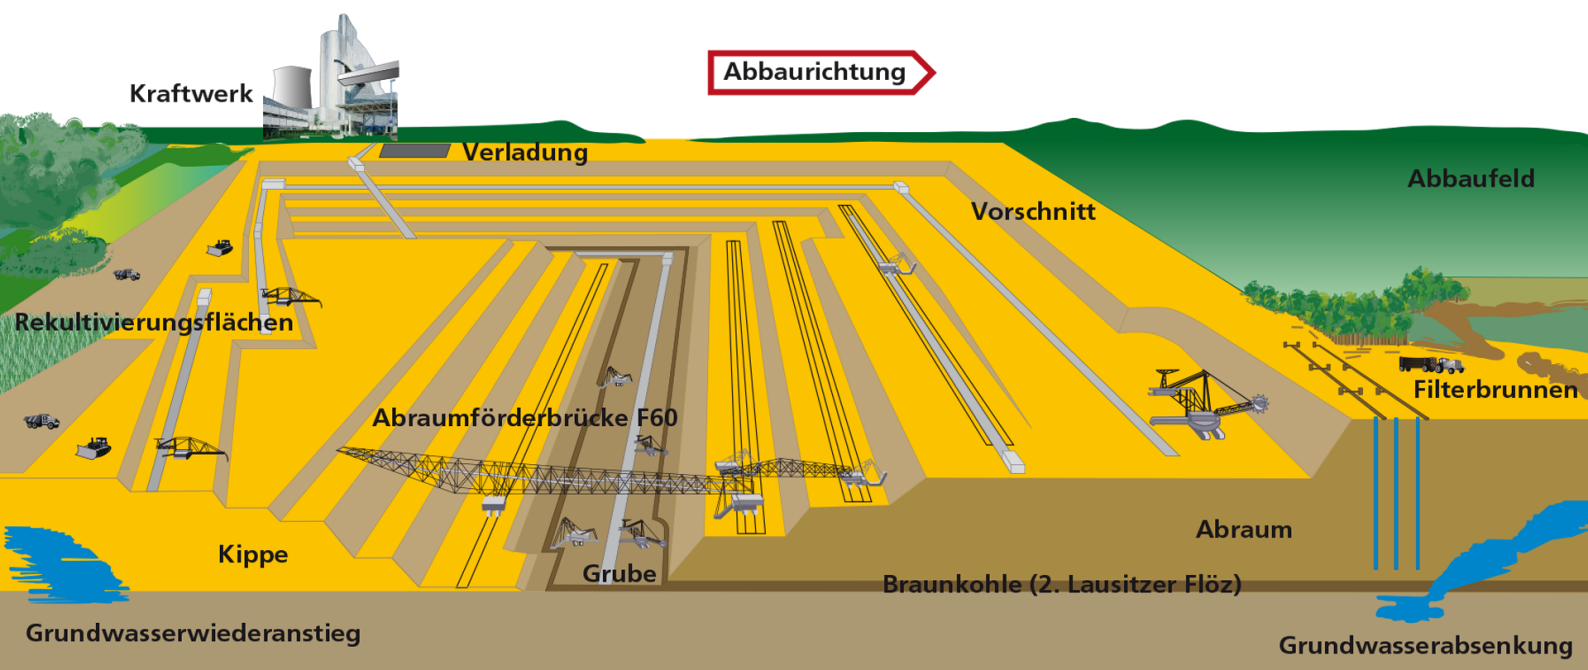 Abbaurichtung
Kraftwerk
Verladung
Abbaufeld
Vorschnitt
Rekultivierungsflächen
Filterbrunnen
Abraumförderbrücke F60
Abraum
Kippe
Grube
Braunkohle (2. Lausitzer Flöz)
Grundwasserwiederanstieg
Grundwasserabsenkung